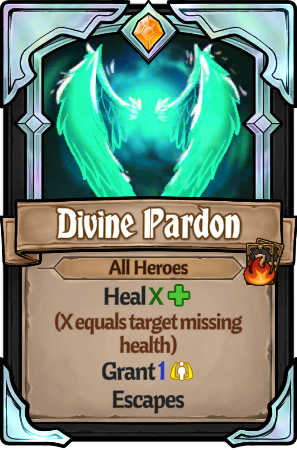 Divine Pardon
All Heroes
Heal X
(X equals target missing
health)
Grant 1
Escapes